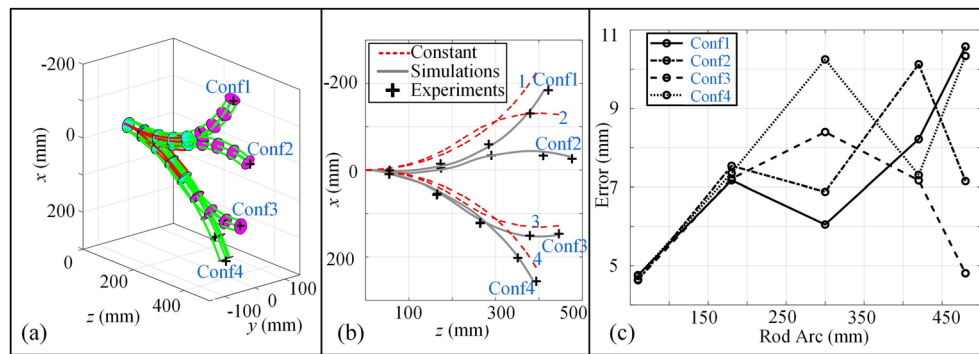 -200
0
200
x (mm)
0
200
400
z (mm)
-100
0
100
y (mm)
Conf1
Conf2
Conf3
Conf4
(a)
Constant
Simulations
Experiments
-200
-100
0
100
200
x (mm)
100
200
300
400
500
z (mm)
1
Conf1
2
Conf2
3
Conf3
4
Conf4
(b)
Conf1
Conf2
Conf3
Conf4
11
9
7
5
Error (mm)
150
250
350
450
Rod Arc (mm)
(c)